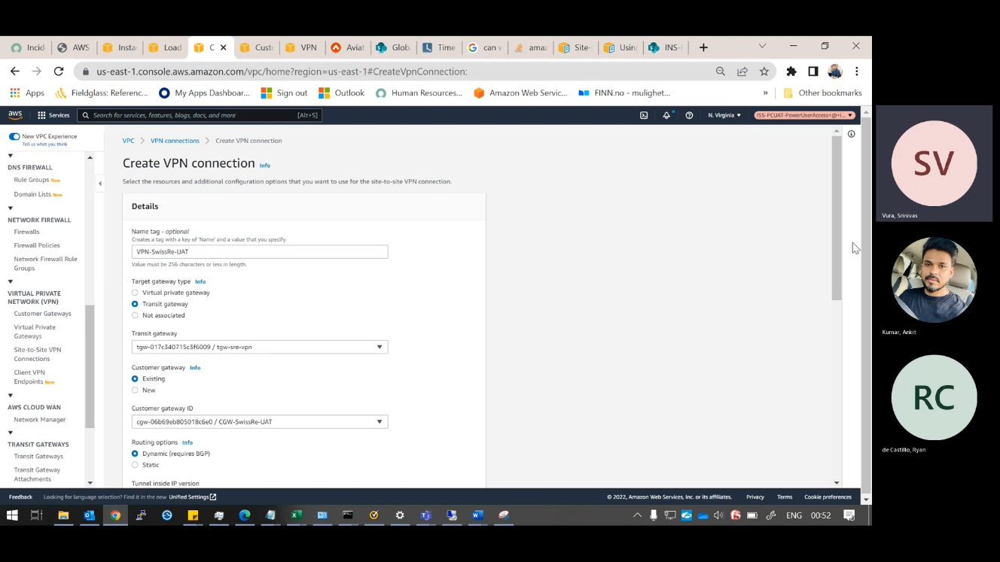 Incid
AWS
Insta
Load
C
Cust
VPN
Aviat
Globa
Time
can w
amaz
Site-
Using
INS-
us-east-1.console.aws.amazon.com/vpc/home?region=us-east-1#CreateVpnConnection:
Apps
Fieldglass: Referenc...
My Apps Dashboar...
Sign out
Outlook
Human Resources...
Amazon Web Servic...
FINN.no - mulighet...
»
Other bookmarks
aws
Services
Search for services, features, blogs, docs, and more
[Alt+S]
N. Virginia
ISS-PCUAT-PowerUserAccess+@+i...
New VPC Experience
Tell us what you think
DNS FIREWALL
Rule Groups New
Domain Lists New
NETWORK FIREWALL
Firewalls
Firewall Policies
Network Firewall Rule
Groups
VIRTUAL PRIVATE
NETWORK (VPN)
Customer Gateways
Virtual Private
Gateways
Site-to-Site VPN
Connections
Client VPN
Endpoints New
AWS CLOUD WAN
Network Manager
TRANSIT GATEWAYS
Transit Gateways
Transit Gateway
Attachments
VPC > VPN connections > Create VPN connection
Create VPN connection Info
Select the resources and additional configuration options that you want to use for the site-to-site VPN connection.
Details
Name tag - optional
Creates a tag with a key of 'Name' and a value that you specify.
VPN-SwissRe-UAT
Value must be 256 characters or less in length.
Target gateway type Info
Virtual private gateway
Transit gateway
Not associated
Transit gateway
tgw-017c340715c3f6009 / tgw-sre-vpn
Customer gateway Info
Existing
New
Customer gateway ID
cgw-06b69eb805018c6e0 / CGW-SwissRe-UAT
Routing options Info
Dynamic (requires BGP)
Static
Tunnel inside IP version
Feedback
Looking for language selection? Find it in the new Unified Settings
© 2022, Amazon Web Services, Inc. or its affiliates.
Privacy
Terms
Cookie preferences
ENG
00:52
SV
Vura, Srinivas
Kumar, Ankit
RC
de Castillo, Ryan